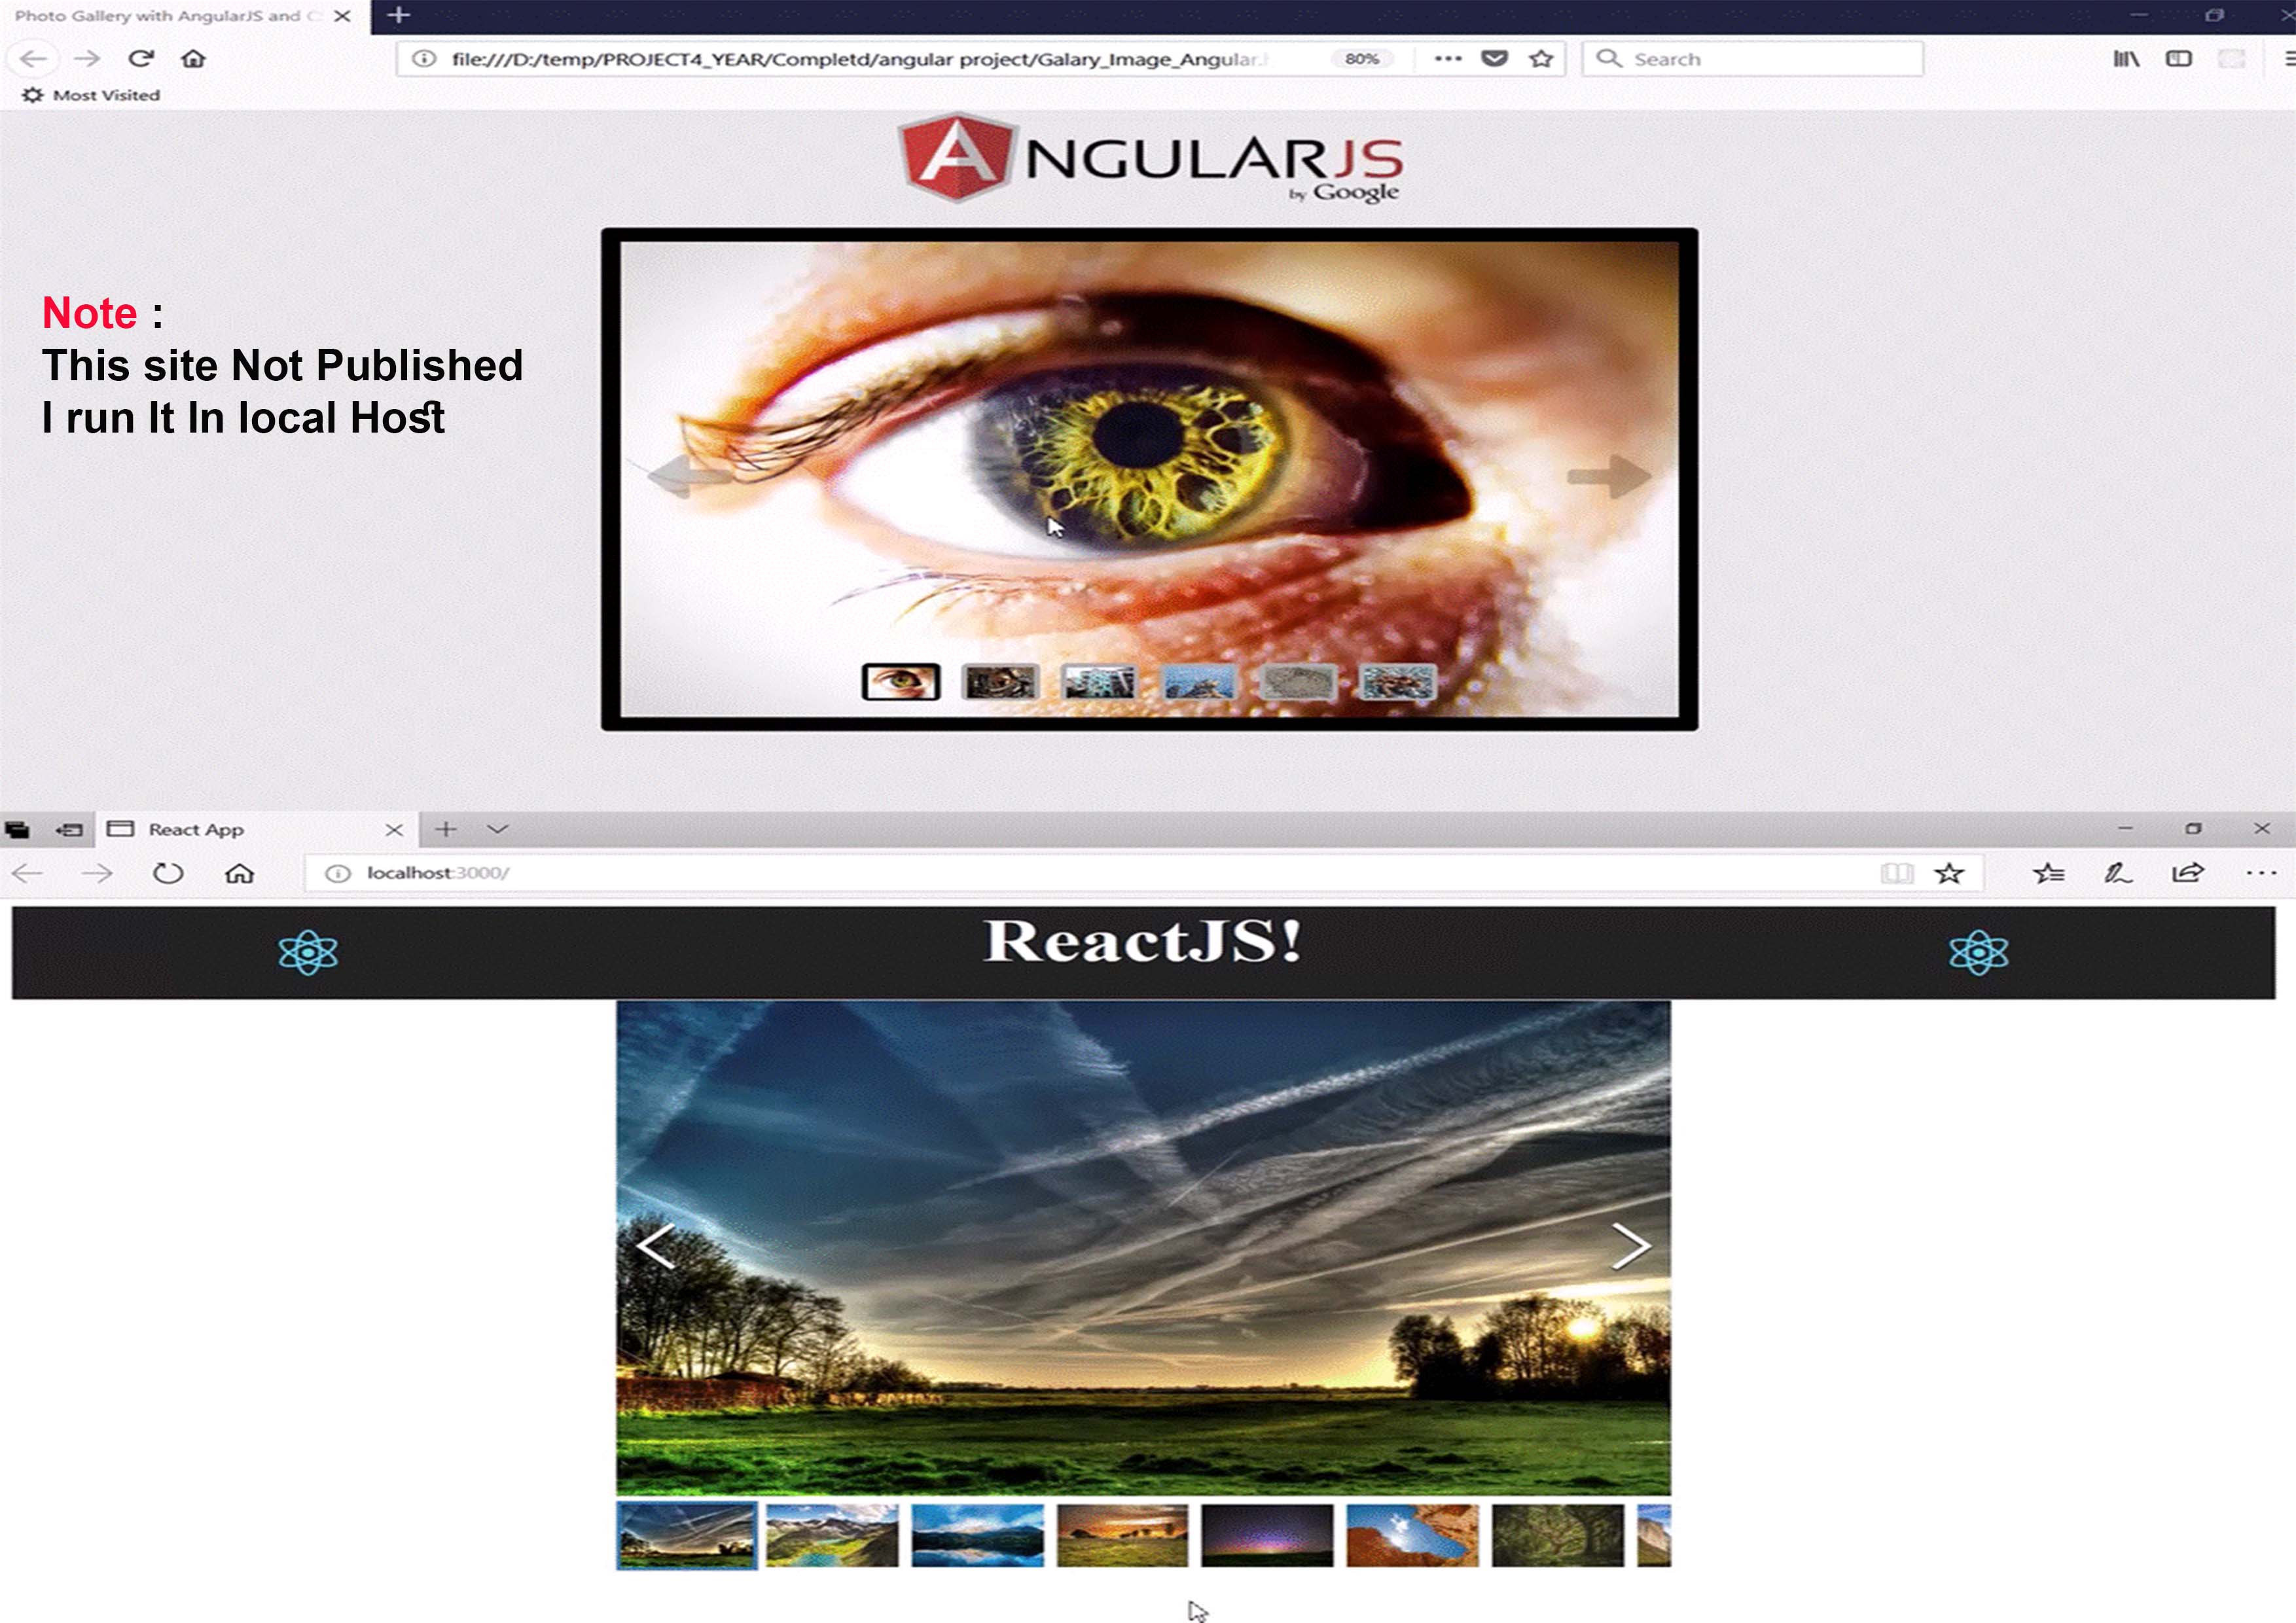 Photo Gallery with AngularJS and C
file:///D:/temp/PROJECT4_YEAR/Completd/angular project/Galary_Image_Angular.
80%
Search
Most Visited
ANGULARJS
by Google
Note :
This site Not Published
I run It In local Host
React App
localhost:3000/
ReactJS!